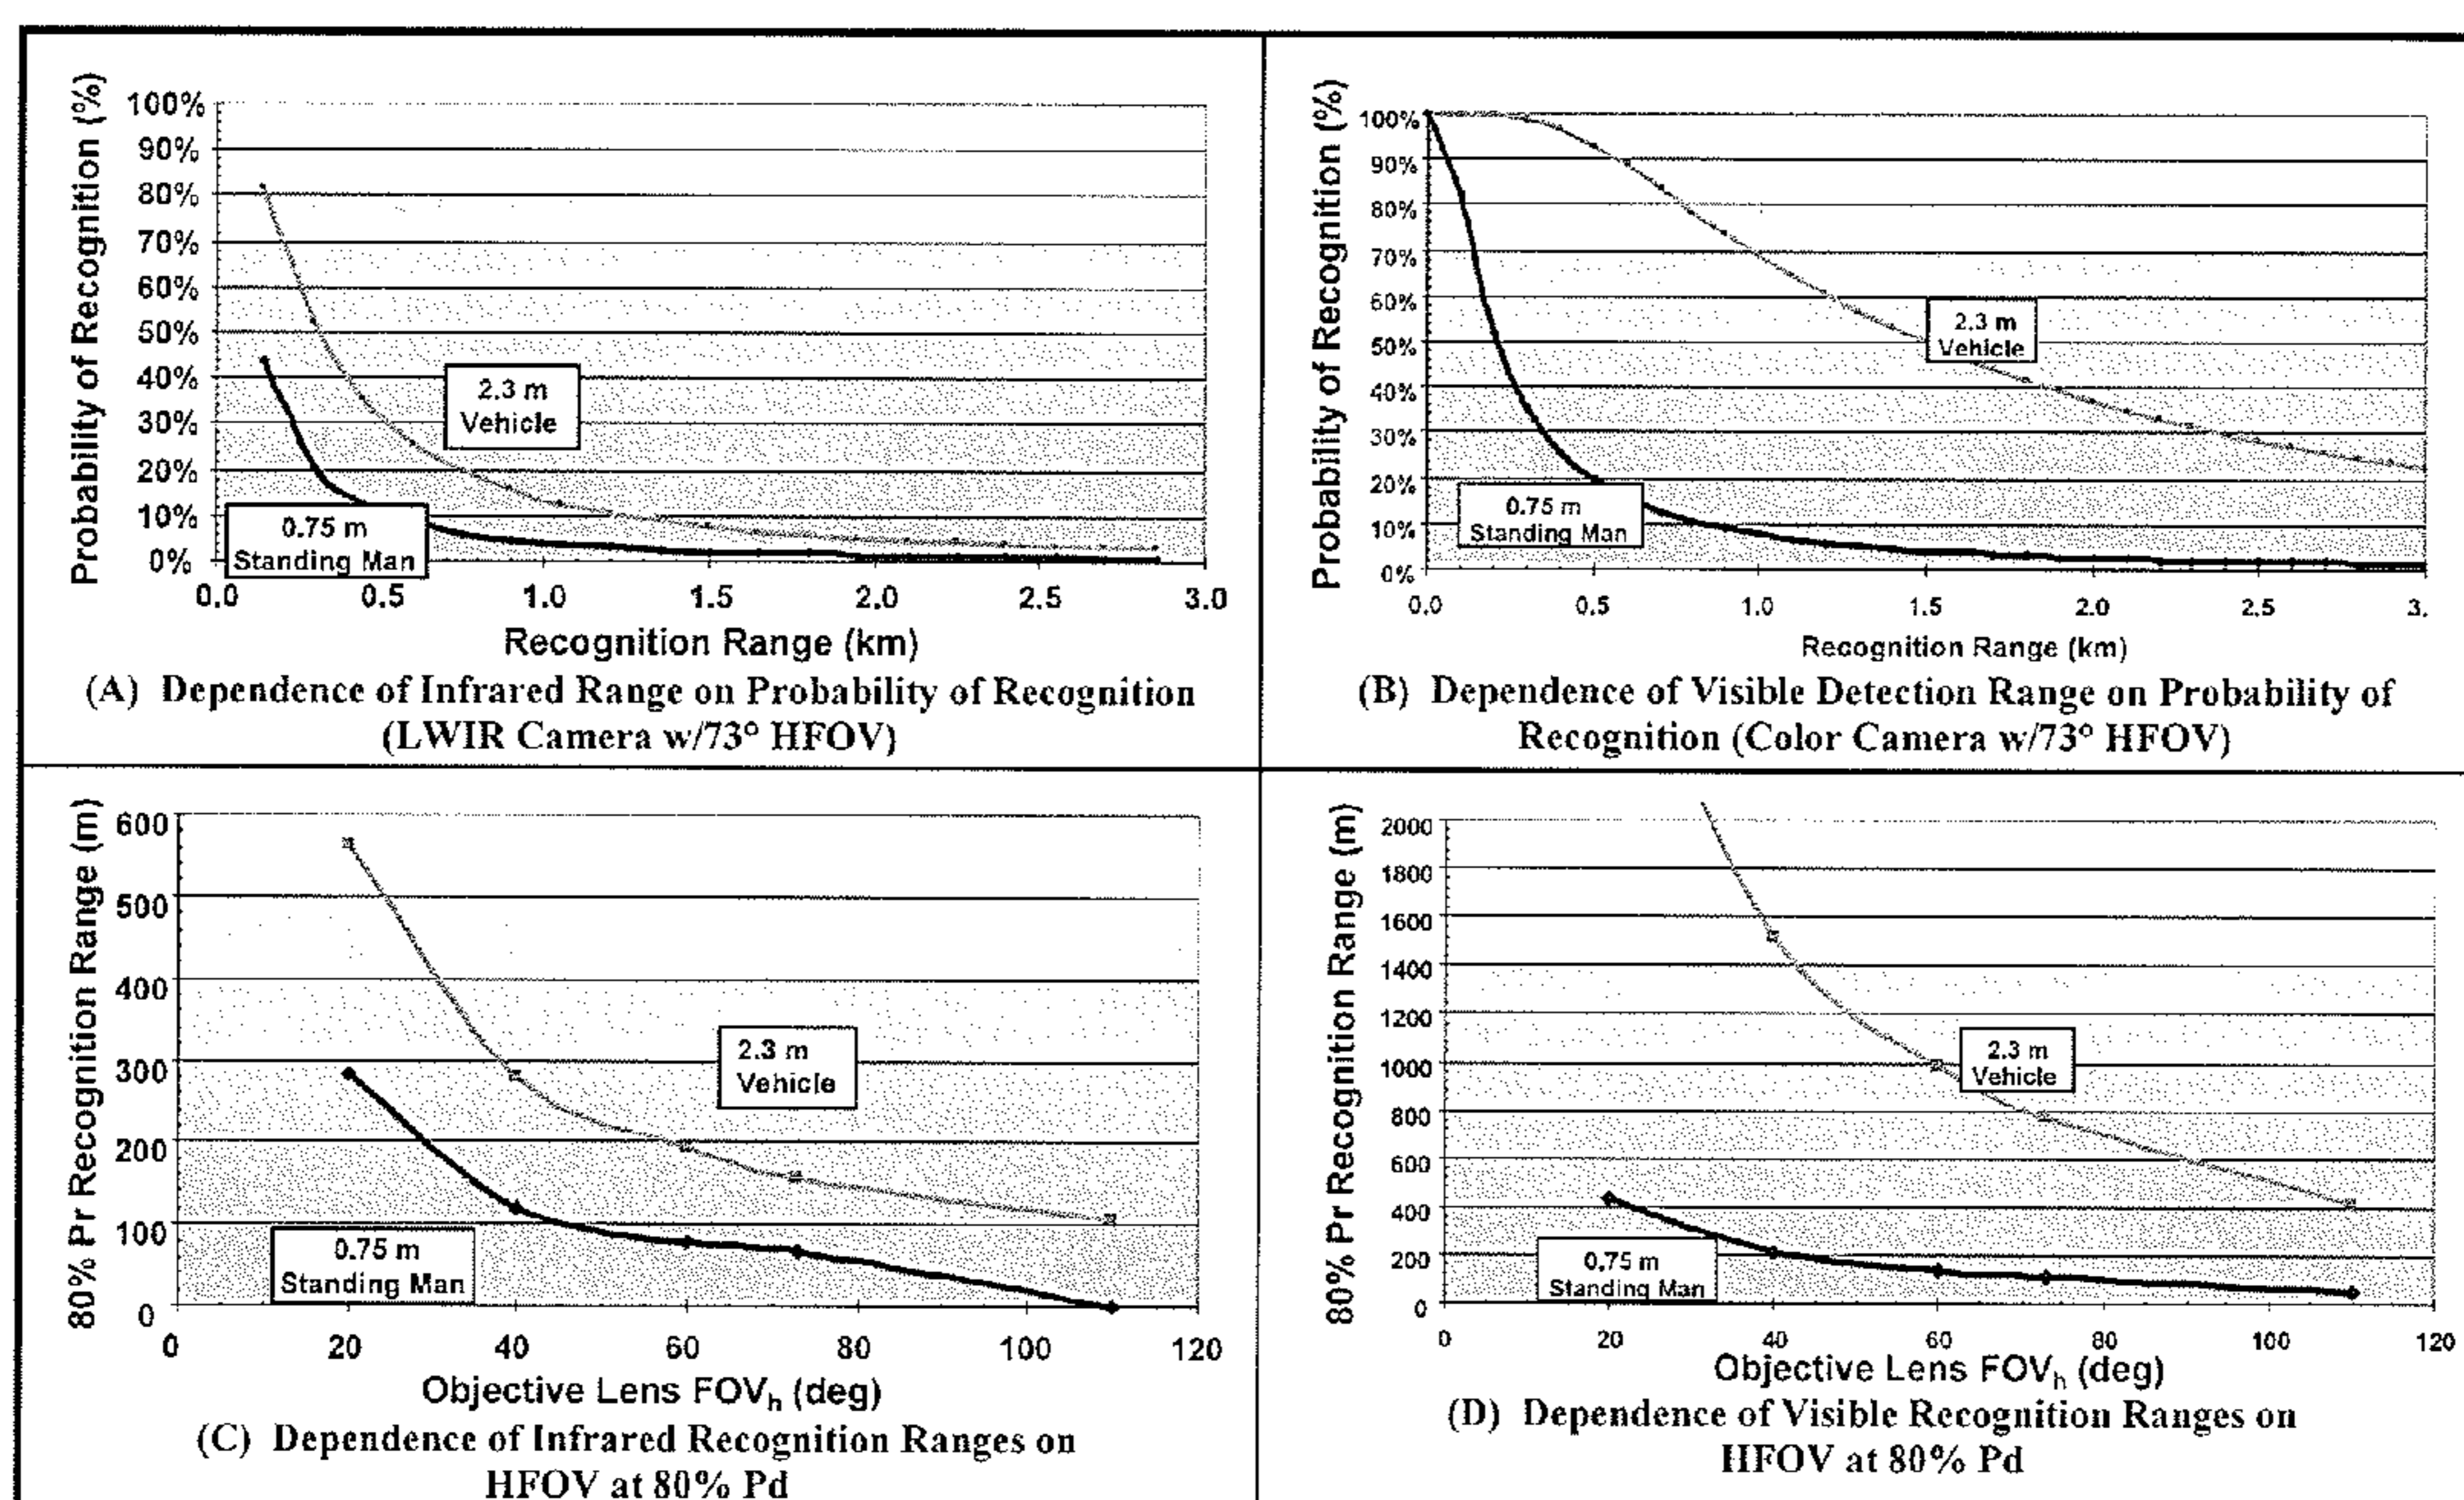 Probability of Recognition (%)
100%
90%
80%
70%
60%
50%
40%
30%
20%
10%
0%
2.3 m
Vehicle
0.75 m
Standing Man
0.0 0.5 1.0 1.5 2.0 2.5 3.0
Recognition Range (km)
(A) Dependence of Infrared Range on Probability of Recognition
(LWIR Camera w/73° HFOV)
Probability of Recognition (%)
100%
90%
80%
70%
60%
50%
40%
30%
20%
10%
0%
2.3 m
Vehicle
0.75 m
Standing Man
0.0 0.5 1.0 1.5 2.0 2.5 3.
Recognition Range (km)
(B) Dependence of Visible Detection Range on Probability of
Recognition (Color Camera w/73° HFOV)
80% Pr Recognition Range (m)
600
500
400
300
200
100
0
2.3 m
Vehicle
0.75 m
Standing Man
0 20 40 60 80 100 120
Objective Lens FOVh (deg)
(C) Dependence of Infrared Recognition Ranges on
HFOV at 80% Pd
80% Pr Recognition Range (m)
2000
1800
1600
1400
1200
1000
800
600
400
200
0
2.3 m
Vehicle
0.75 m
Standing Man
0 20 40 60 80 100 120
Objective Lens FOVh (deg)
(D) Dependence of Visible Recognition Ranges on
HFOV at 80% Pd